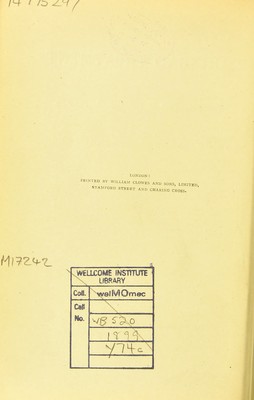 LONDON:
PRINTED BY WILLIAM CLOWES AND SONS, LIMITED,
STAMFORD STREET AND CHARING CROSS.
M17242
WELLCOME INSTITUTE
LIBRARY
Coll. welMOmec
Call
No. WB 520
1899
Y74c